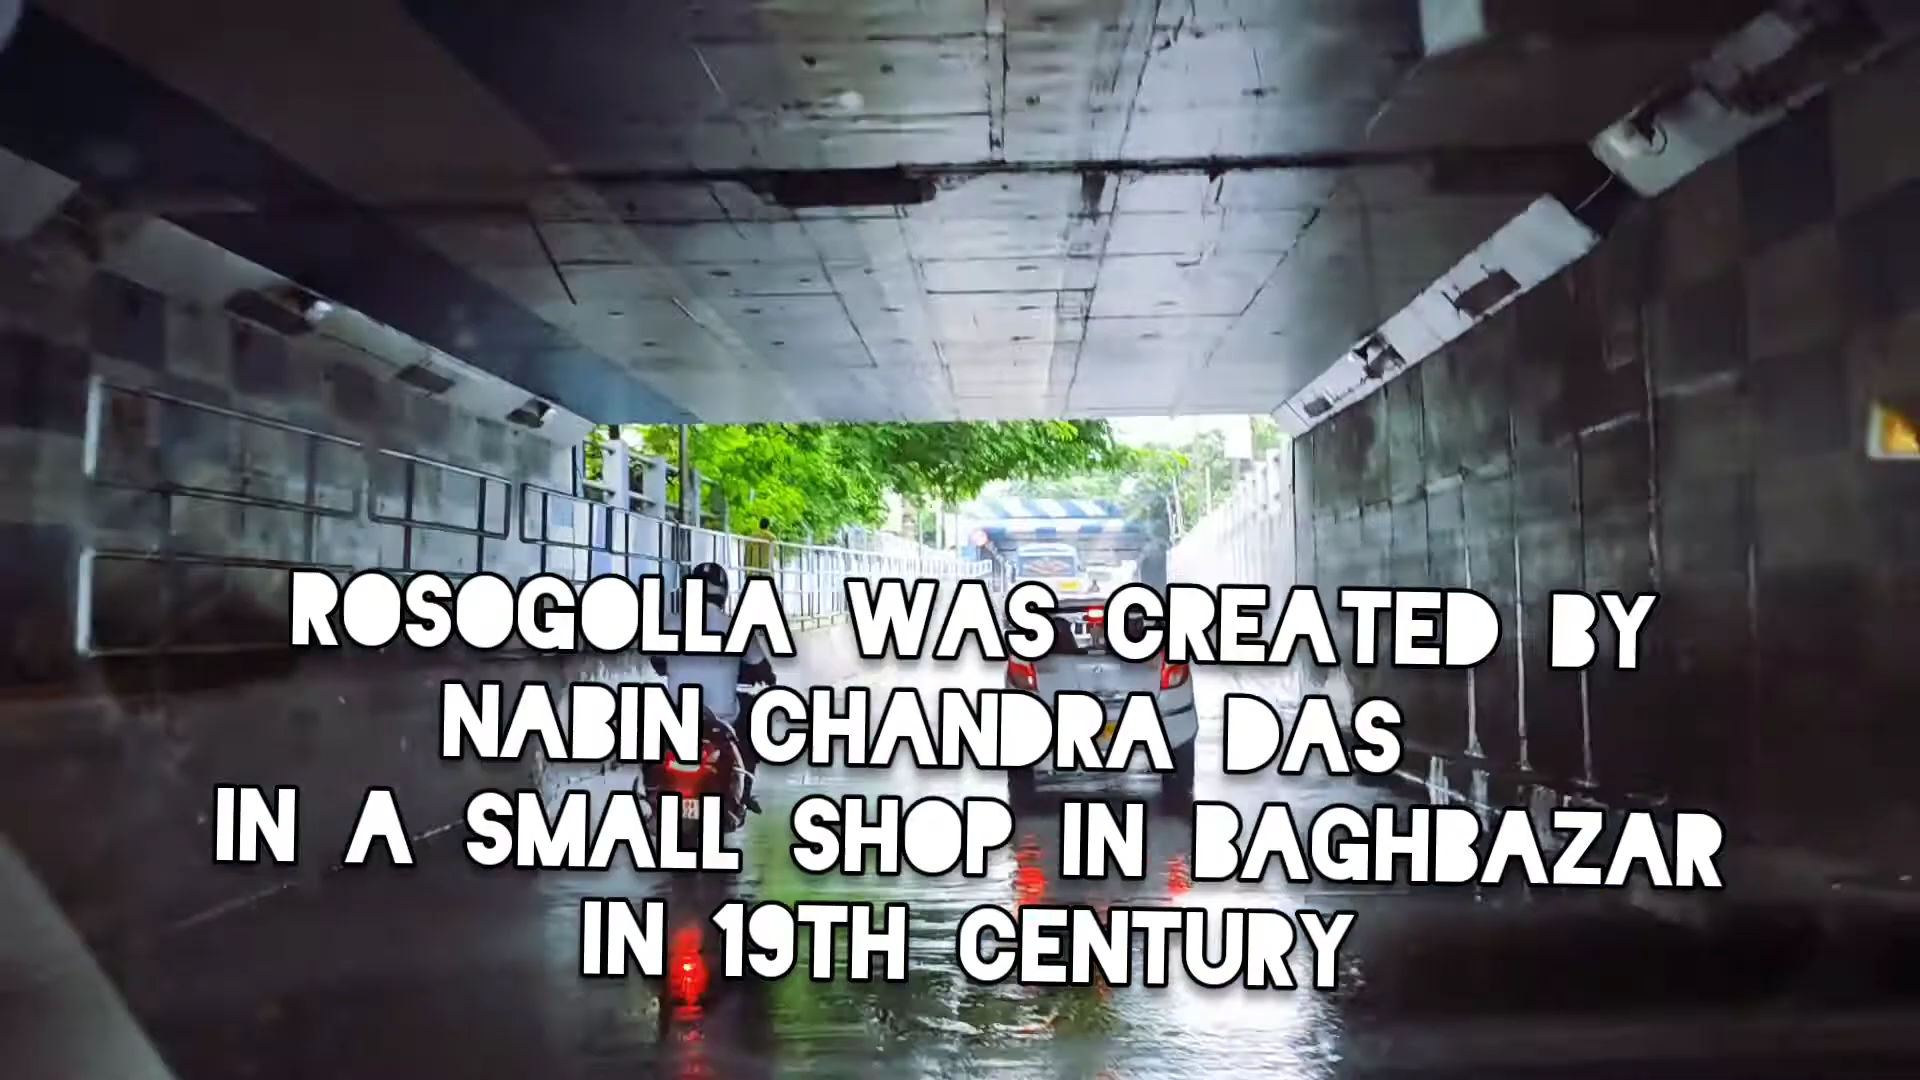 ROSOGOLLA WAS CREATED BY
NABIN CHANDRA DAS
IN A SMALL SHOP IN BAGHBAZAR
IN 19TH CENTURY